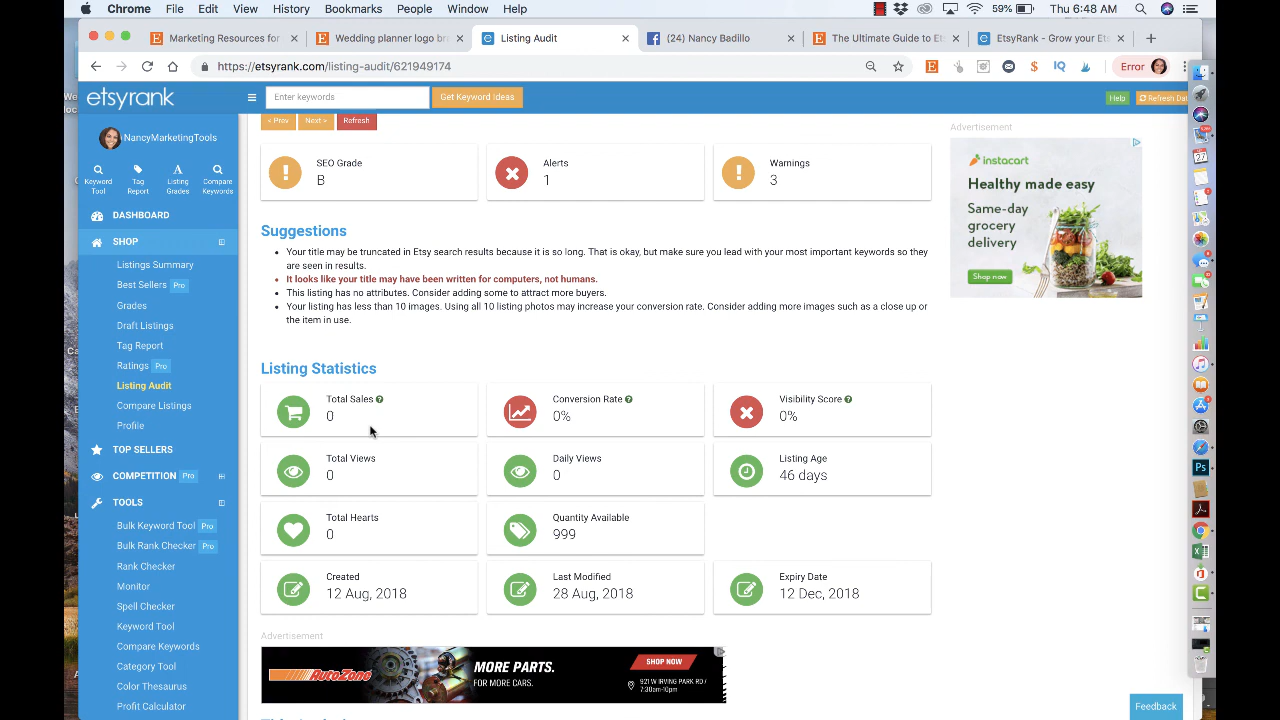 Chrome File Edit View History Bookmarks People Window Help 59% Tue 6:48 AM
Marketing Resources for Wedding planner logo br Listing Audit (24) Nancy Badillo The Ultimate Guide to Ets EtsyRank - Grow your Ets
https://etsyrank.com/listing-audit/621949174 Error
etsyrank Enter keywords Get Keyword Ideas Help Refresh Dat
NancyMarketingTools
Keyword Tool
Tag Report
Listing Grades
Compare Keywords
DASHBOARD
SHOP
Listings Summary
Best Sellers Pro
Grades
Draft Listings
Tag Report
Ratings Pro
Listing Audit
Compare Listings
Profile
TOP SELLERS
COMPETITION Pro
TOOLS
Bulk Keyword Tool Pro
Bulk Rank Checker Pro
Rank Checker
Monitor
Spell Checker
Keyword Tool
Compare Keywords
Category Tool
Color Thesaurus
Profit Calculator
< Prev Next > Refresh
SEO Grade
B
Alerts
1
Warnings
3
Suggestions
Your title may be truncated in Etsy search results because it is so long. That is okay, but make sure you lead with your most important keywords so they
are seen in results.
It looks like your title may have been written for computers, not humans.
This listing has no attributes. Consider adding some to attract more buyers.
Your listing has less than 10 images. Using all 10 listing photos may increase your conversion rate. Consider adding more images such as a close up or
the item in use.
Listing Statistics
Total Sales
0
Conversion Rate
0%
Visibility Score
0%
Total Views
0
Daily Views
0
Listing Age
46 days
Total Hearts
0
Quantity Available
999
Created
12 Aug, 2018
Last Modified
28 Aug, 2018
Expiry Date
12 Dec, 2018
Advertisement
AutoZone
MORE PARTS.
FOR MORE CARS.
SHOP NOW
921 W IRVING PARK RD /
7:30am-10pm
Advertisement
instacart
Healthy made easy
Same-day
grocery
delivery
Shop now
Feedback